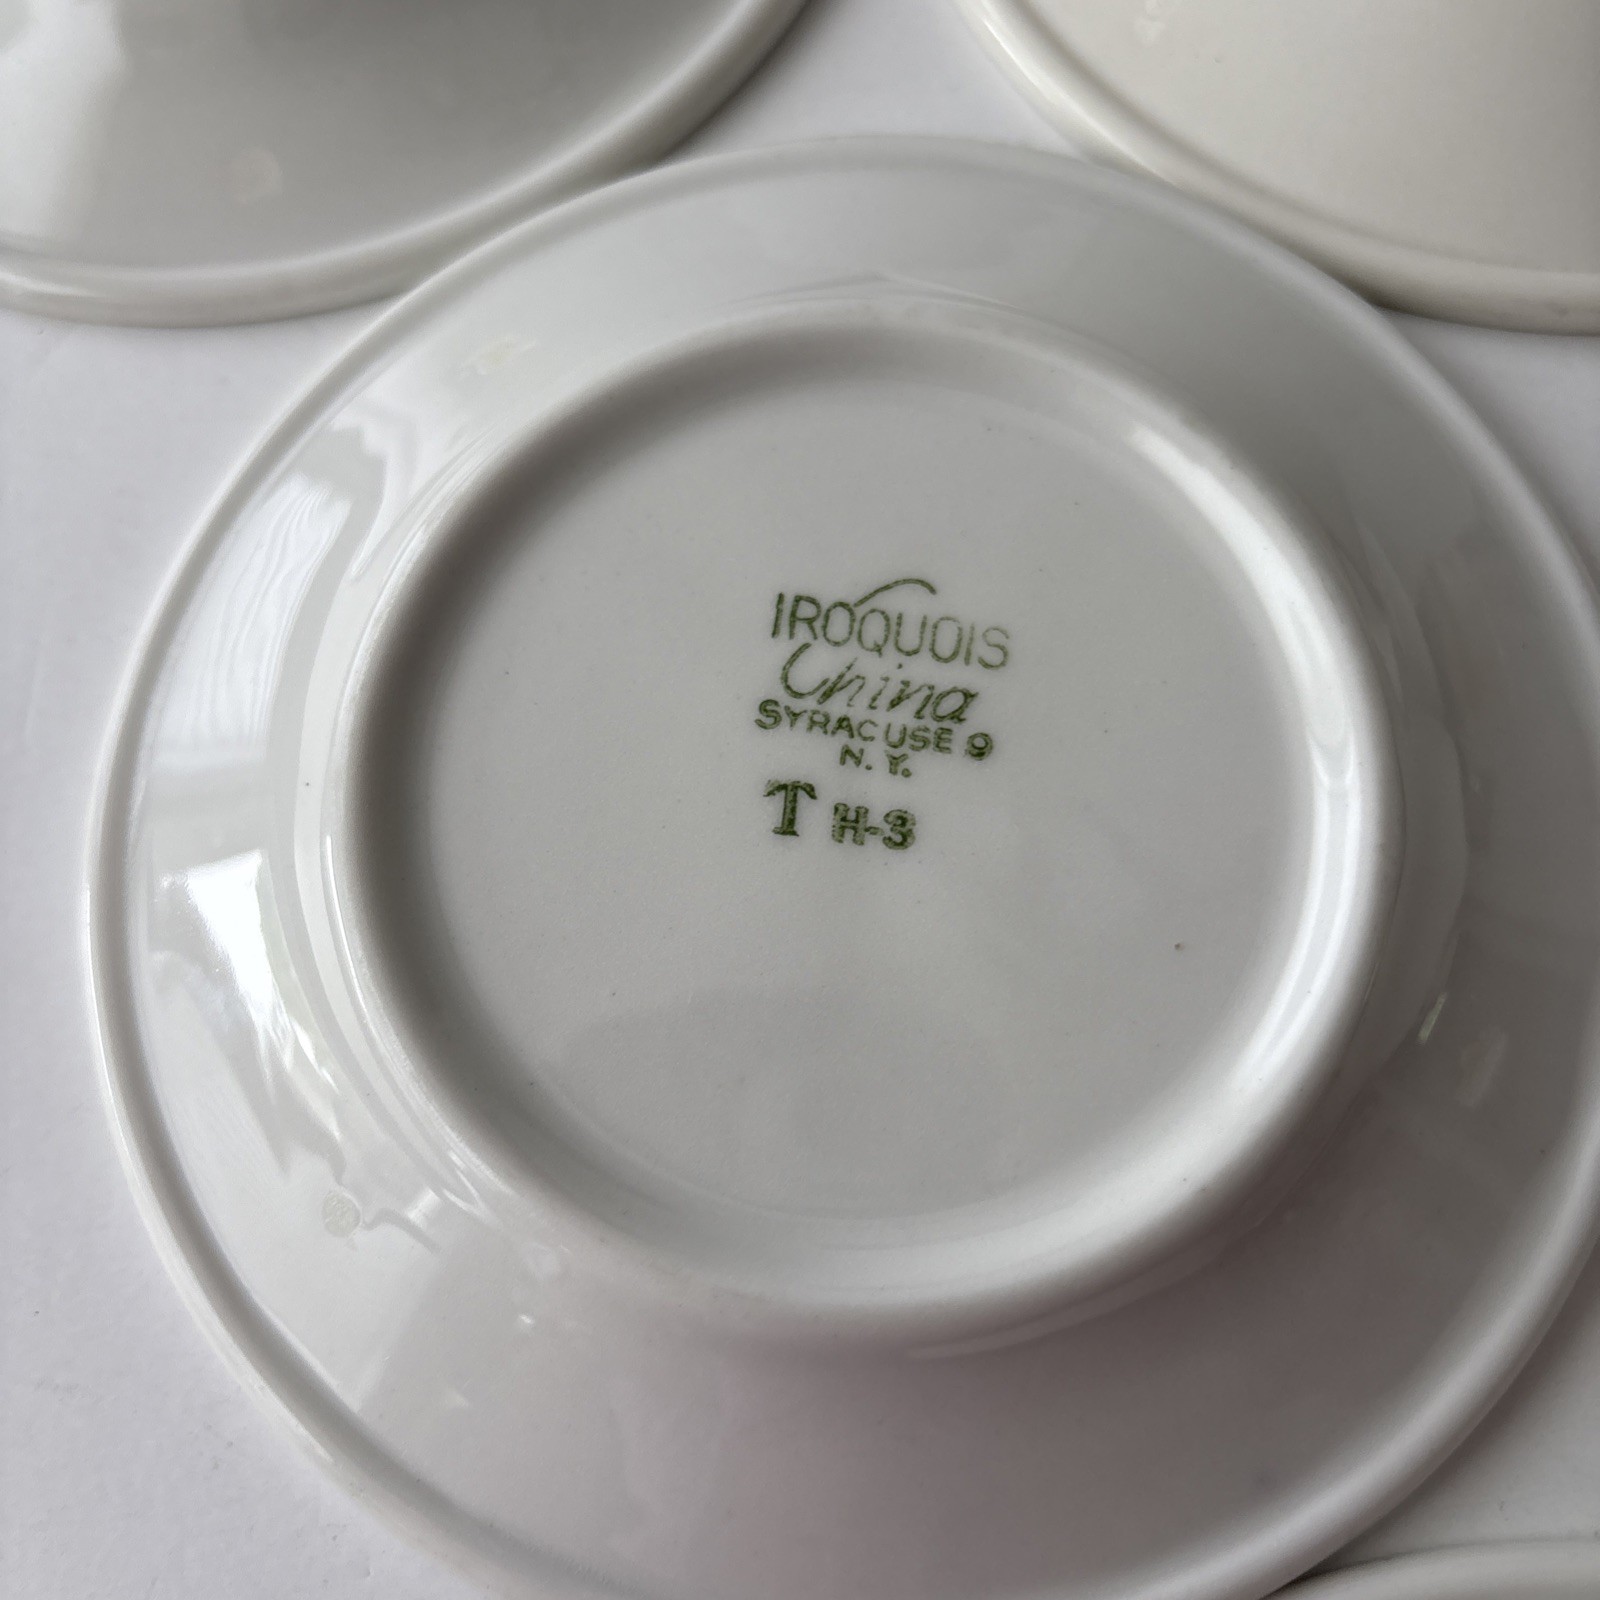 IROQUOIS
China
SYRACUSE 9
N. Y.
T H-3